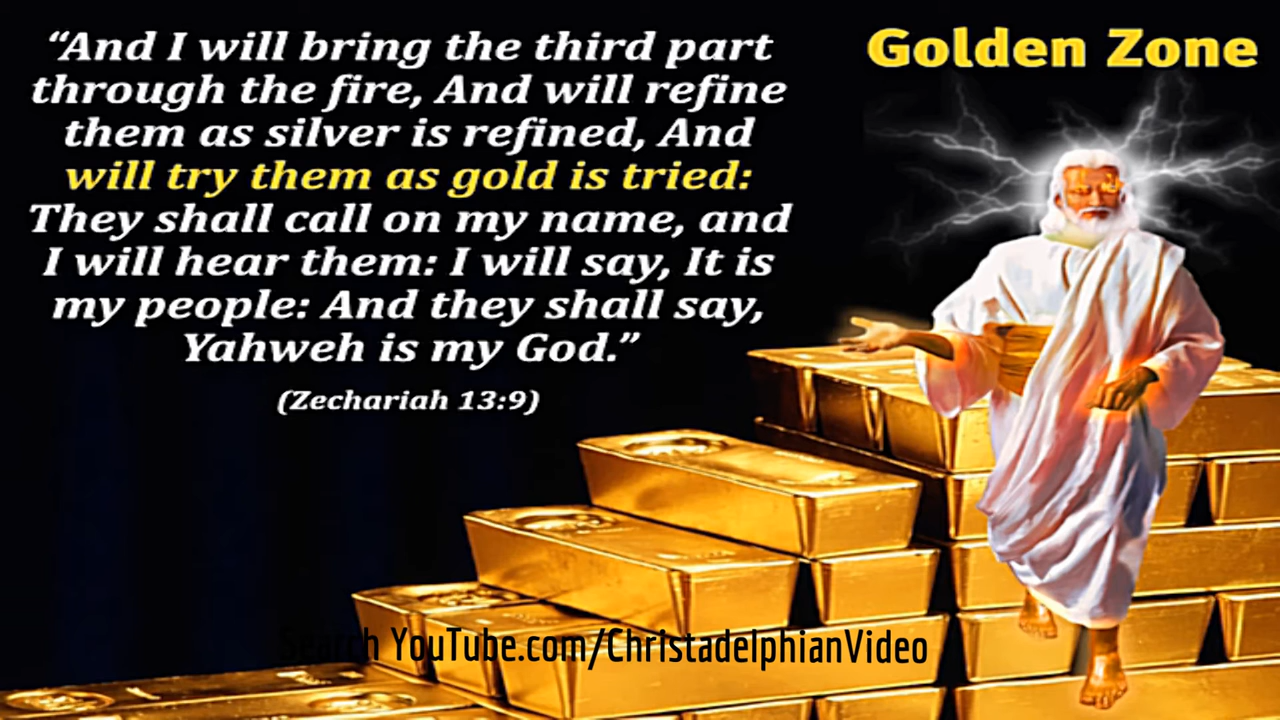 “And I will bring the third part
through the fire, And will refine
them as silver is refined, And
will try them as gold is tried:
They shall call on my name, and
I will hear them: I will say, It is
my people: And they shall say,
Yahweh is my God.”
(Zechariah 13:9)
Golden Zone
Search YouTube.com/ChristadelphianVideo